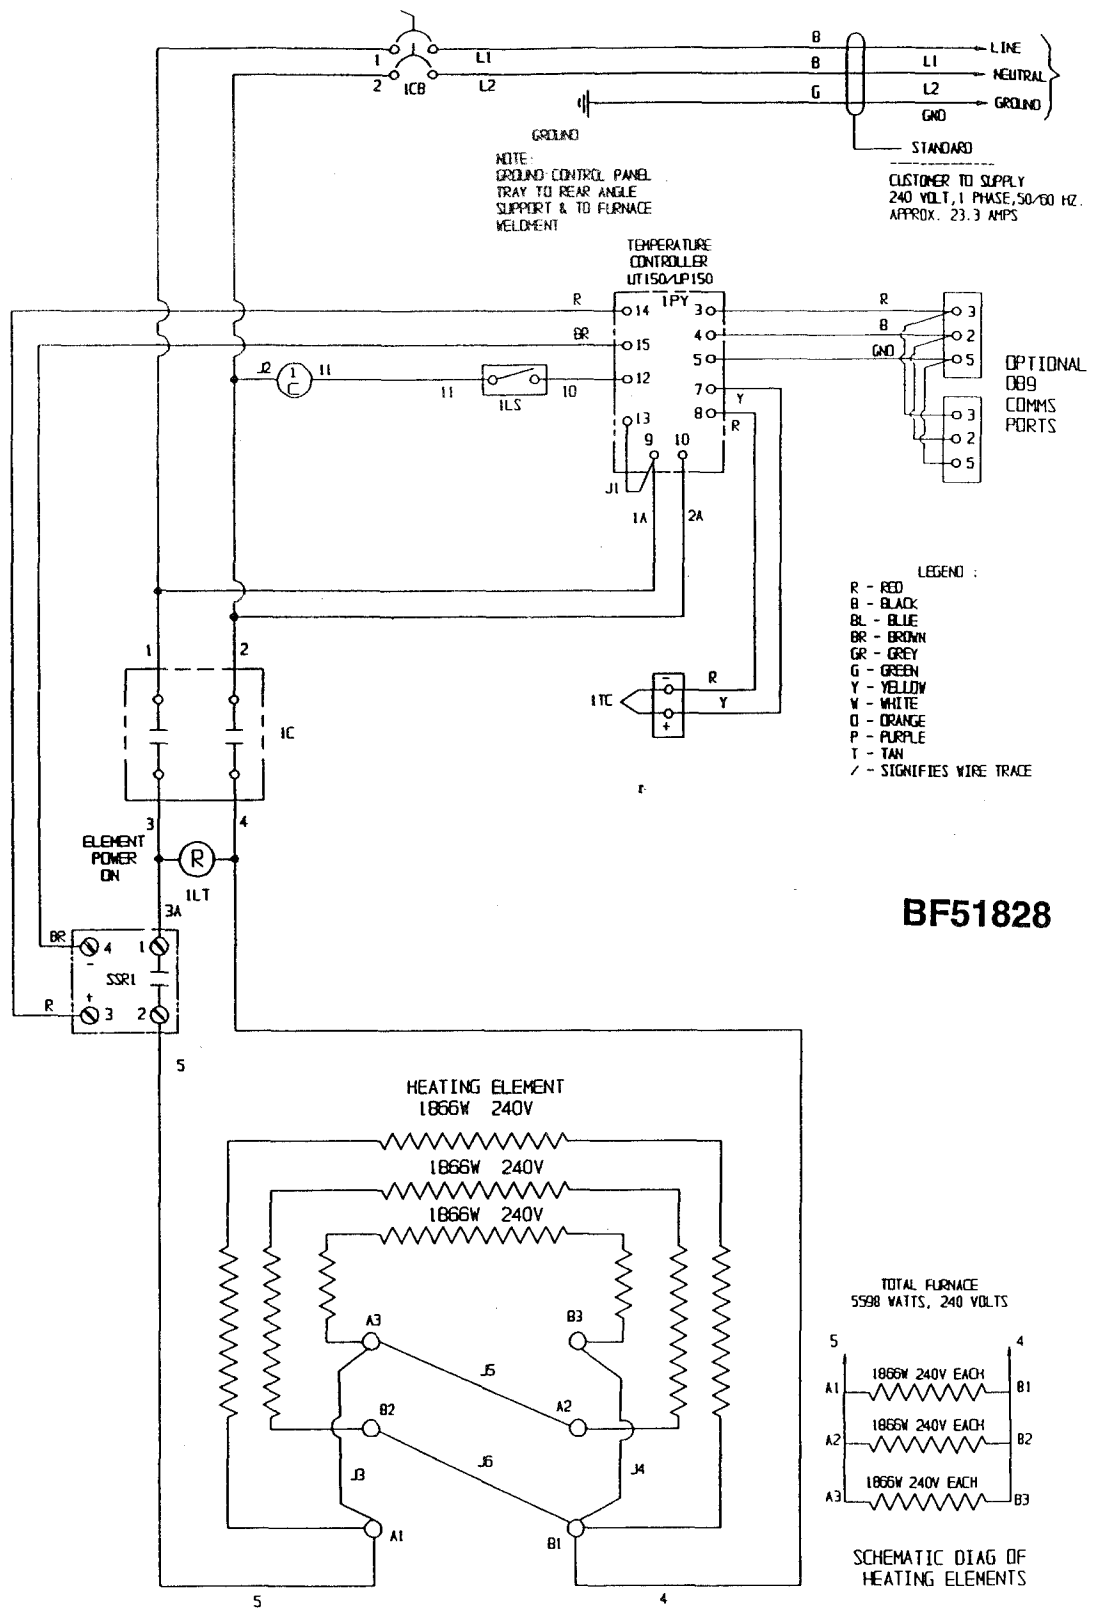 B
1
L1
LINE
B
L1
2
1CB
L2
NEUTRAL
G
L2
GROUND
GND
GROUND
STANDARD
NOTE:
GROUND CONTROL PANEL
TRAY TO REAR ANGLE
SUPPORT & TO FURNACE
WELDMENT
CUSTOMER TO SUPPLY
240 VOLT,1 PHASE,50/60 HZ.
APPROX. 23.3 AMPS
TEMPERATURE
CONTROLLER
UT150/UP150
1PY
R
14
3
R
3
BR
15
4
B
2
5
GND
5
OPTIONAL
DB9
COMMS
PORTS
J2
1
C
11
11
1LS
10
12
7
Y
13
8
R
9
10
3
2
5
J1
1A
2A
LEGEND :
R - RED
B - BLACK
BL - BLUE
BR - BROWN
GR - GREY
G - GREEN
Y - YELLOW
W - WHITE
O - ORANGE
P - PURPLE
T - TAN
/ - SIGNIFIES WIRE TRACE
1
2
1C
1TC
-
+
R
Y
3
4
ELEMENT
POWER
ON
R
1LT
3A
BF51828
BR
4
1
-
SSR1
+
R
3
2
5
HEATING ELEMENT
1866W 240V
1866W 240V
1866W 240V
A3
B3
J5
B2
A2
J6
J3
J4
A1
B1
5
4
TOTAL FURNACE
5598 WATTS, 240 VOLTS
5
4
1866W 240V EACH
A1
B1
1866W 240V EACH
A2
B2
1866W 240V EACH
A3
B3
SCHEMATIC DIAG OF
HEATING ELEMENTS